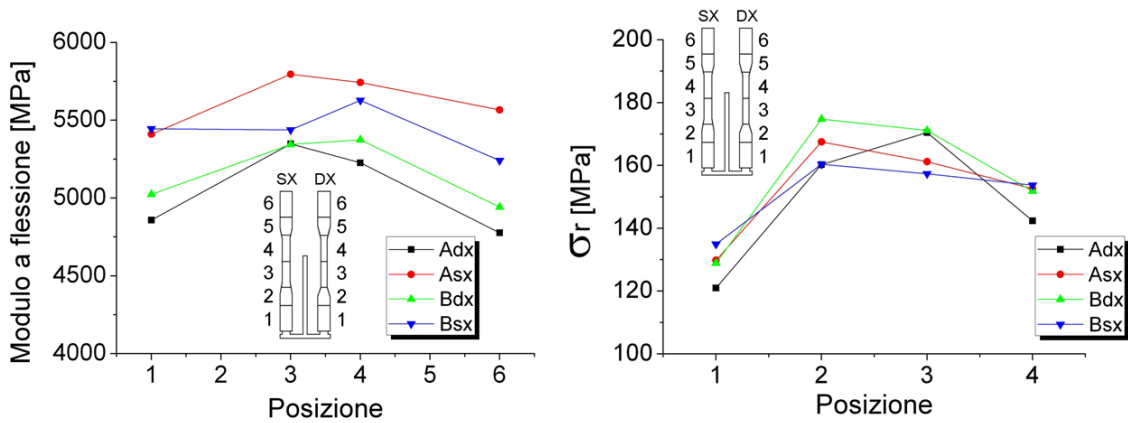 6000
5500
5000
4500
4000
Modulo a flessione [MPa]
1 2 3 4 5 6
Posizione
SX DX
6 6
5 5
4 4
3 3
2 2
1 1
Adx
Asx
Bdx
Bsx
200
180
160
140
120
100
σr [MPa]
1 2 3 4
Posizione
SX DX
6 6
5 5
4 4
3 3
2 2
1 1
Adx
Asx
Bdx
Bsx